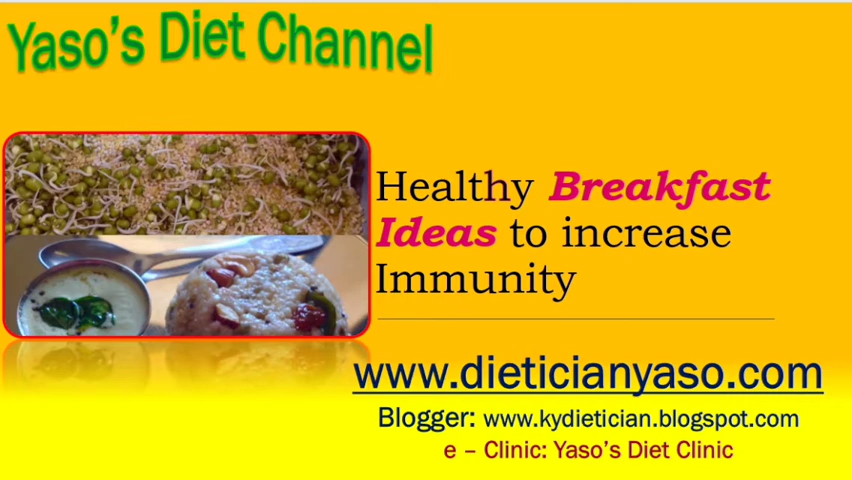 Yaso's Diet Channel
Healthy Breakfast
Ideas to increase
Immunity
www.dieticianyaso.com
Blogger: www.kydietician.blogspot.com
e – Clinic: Yaso's Diet Clinic